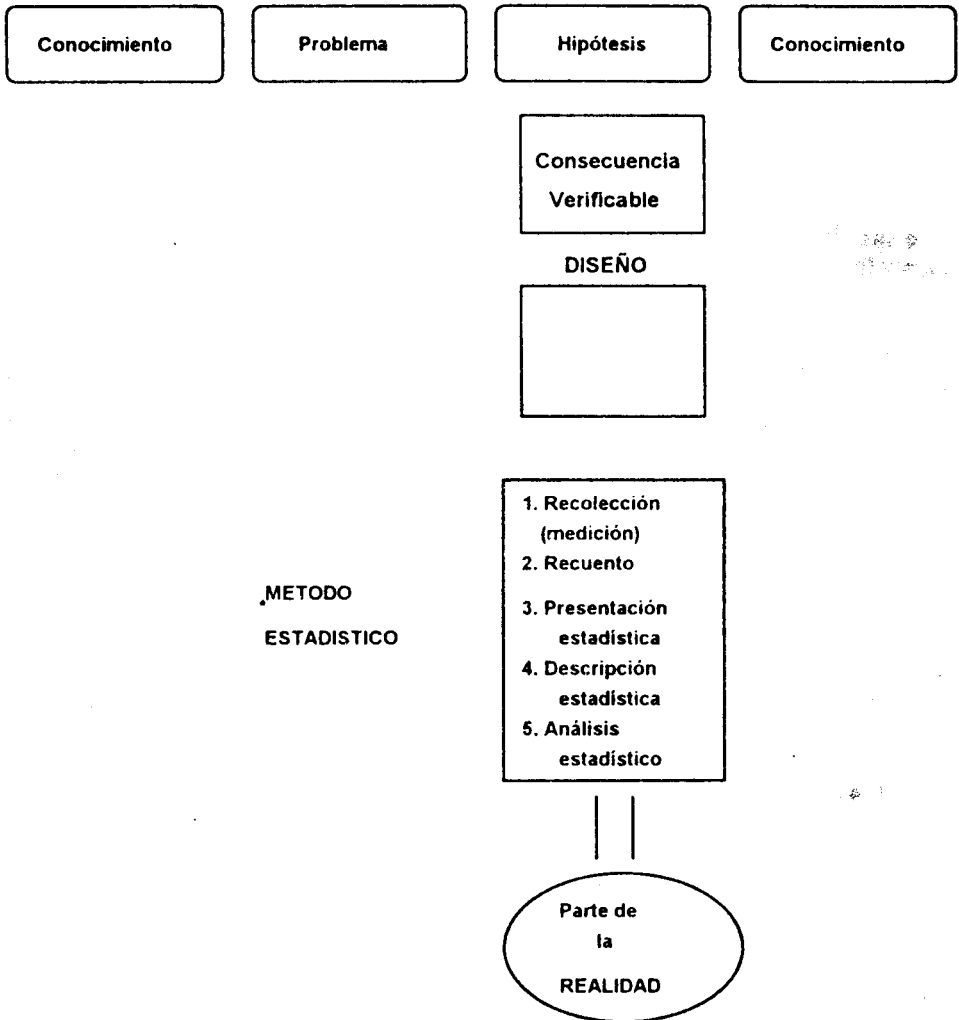 Conocimiento
Problema
Hipótesis
Conocimiento
Consecuencia
Verificable
DISEÑO
METODO
ESTADISTICO
1. Recolección
(medición)
2. Recuento
3. Presentación
estadística
4. Descripción
estadística
5. Análisis
estadístico
Parte de
la
REALIDAD